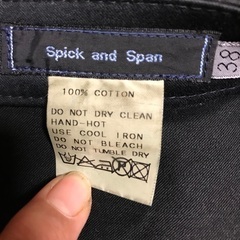 Spick and Span
38
100% COTTON
DO NOT DRY CLEAN
HAND-HOT
USE COOL IRON
DO NOT BLEACH
DO NOT TUMBLE DRY